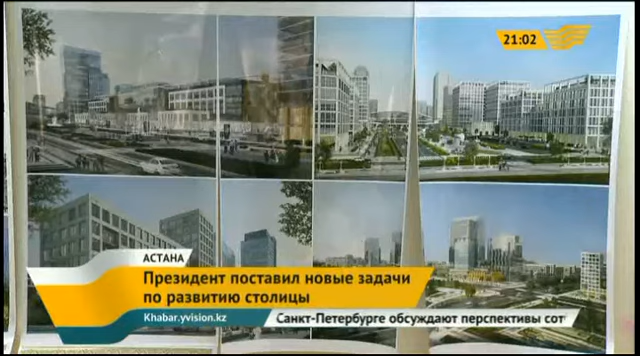 21:02
АСТАНА
Президент поставил новые задачи
по развитию столицы
Khabar.yvision.kz
Санкт-Петербурге обсуждают перспективы сот